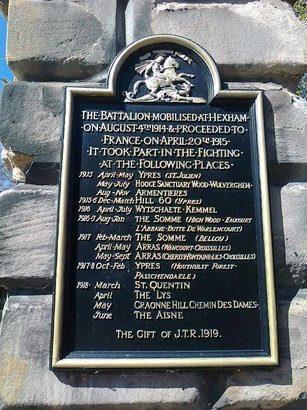 THE BATTALION MOBILISED AT HEXHAM
ON AUGUST 4TH 1914 & PROCEEDED TO
FRANCE ON APRIL 20TH 1915
IT TOOK PART IN THE FIGHTING
AT THE FOLLOWING PLACES
1915 April-May YPRES (ST. JULIEN)
May-July HOOGE SANCTUARY WOOD-WULVERGHEM
Aug-Nov ARMENTIERES
1915-6 Dec-March HILL 60 (YPRES)
1916 April-July WYTSCHAETE-KEMMEL
1916-7 Aug-Jan THE SOMME (HIGH WOOD-EAUCOURT
L'ABBAYE-BUTTE DE WARLENCOURT)
1917 Feb-March THE SOMME (BELLOY)
April-May ARRAS (WANCOURT-CROISILLES)
May-Sept ARRAS (CHERISY-FONTAINE-LES-CROISILLES)
1917-8 Oct-Feb YPRES (HOUTHULST FOREST-
PASSCHENDAELE)
1918 March ST. QUENTIN
April THE LYS
May CRAONNE HILL CHEMIN DES DAMES
June THE AISNE
THE GIFT OF J.T.R. 1919.